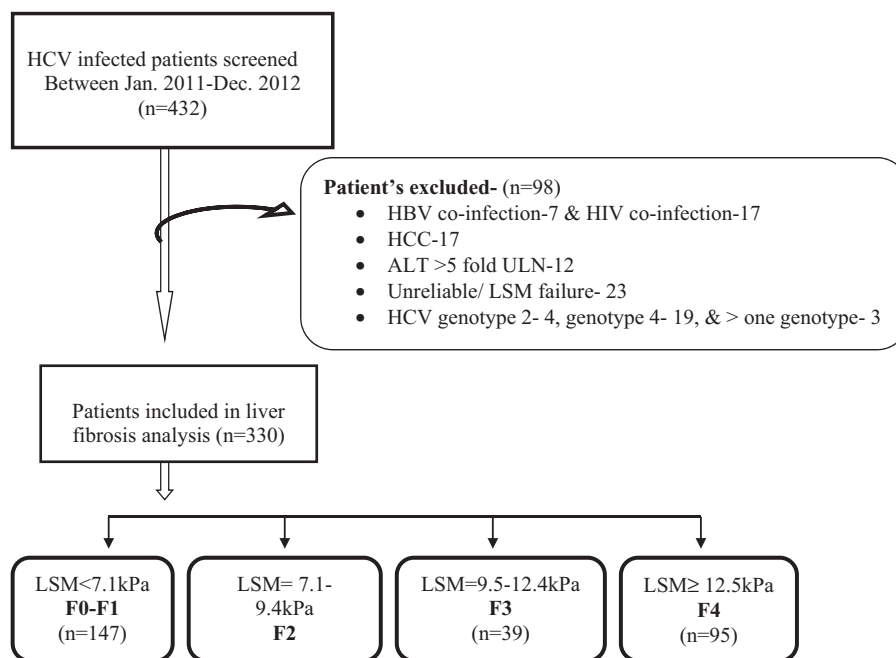 HCV infected patients screened
Between Jan. 2011-Dec. 2012
(n=432)
Patient's excluded- (n=98)
• HBV co-infection-7 & HIV co-infection-17
• HCC-17
• ALT >5 fold ULN-12
• Unreliable/ LSM failure- 23
• HCV genotype 2- 4, genotype 4- 19, & > one genotype- 3
Patients included in liver
fibrosis analysis (n=330)
LSM<7.1kPa
F0-F1
(n=147)
LSM= 7.1-
9.4kPa
F2
LSM=9.5-12.4kPa
F3
(n=39)
LSM≥ 12.5kPa
F4
(n=95)